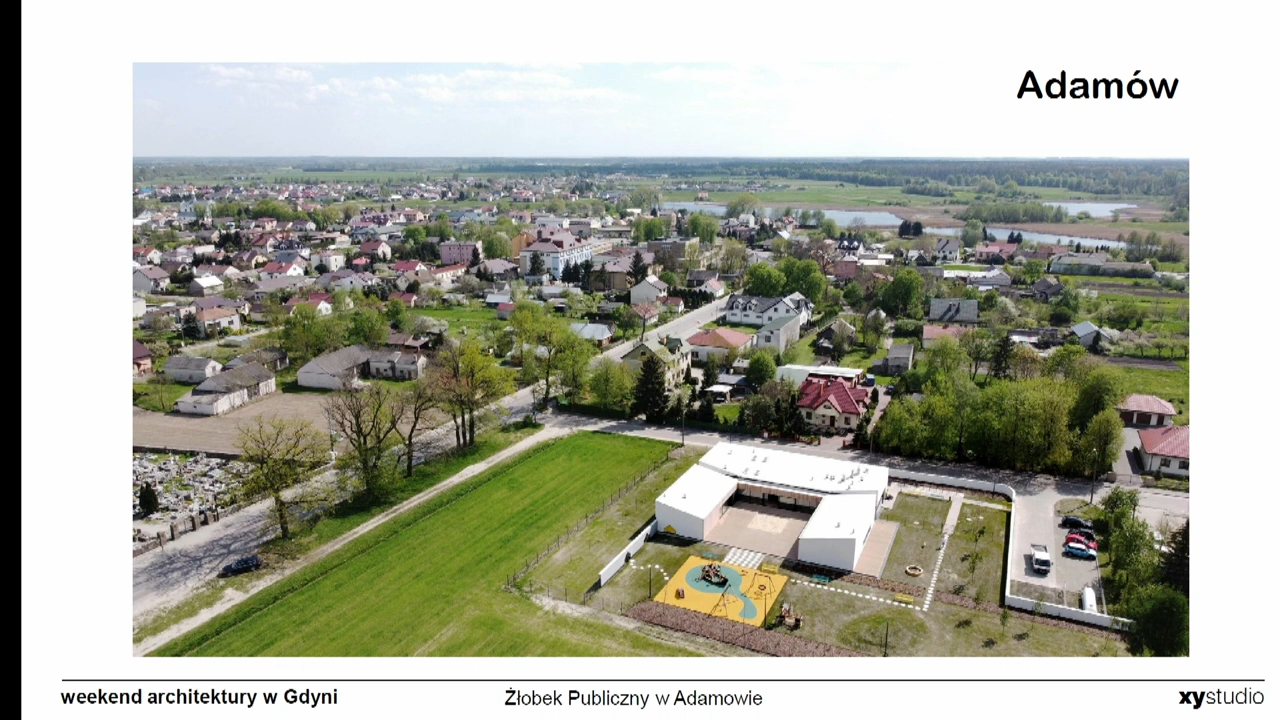 Adamów
weekend architektury w Gdyni
Żłobek Publiczny w Adamowie
xystudio